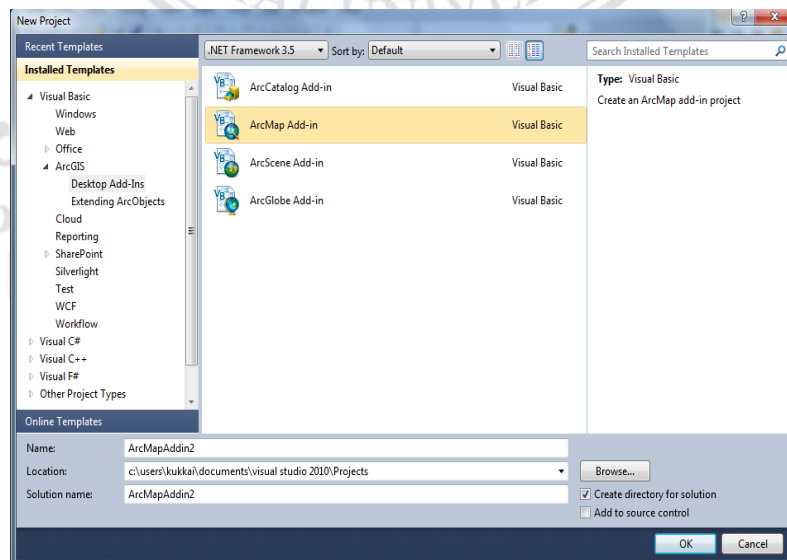 New Project
Recent Templates
Installed Templates
Visual Basic
Windows
Web
Office
ArcGIS
Desktop Add-Ins
Extending ArcObjects
Cloud
Reporting
SharePoint
Silverlight
Test
WCF
Workflow
Visual C#
Visual C++
Visual F#
Other Project Types
Online Templates
.NET Framework 3.5 Sort by: Default
ArcCatalog Add-in Visual Basic
ArcMap Add-in Visual Basic
ArcScene Add-in Visual Basic
ArcGlobe Add-in Visual Basic
Search Installed Templates
Type: Visual Basic
Create an ArcMap add-in project
Name: ArcMapAddin2
Location: c:\users\kukkai\documents\visual studio 2010\Projects
Browse...
Solution name: ArcMapAddin2
Create directory for solution
Add to source control
OK Cancel